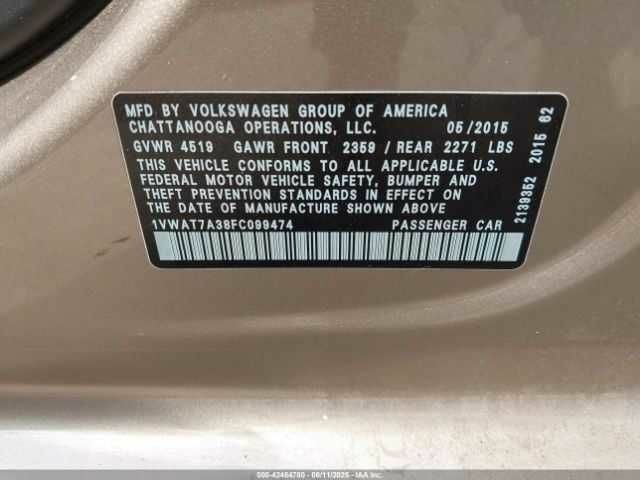 MFD BY VOLKSWAGEN GROUP OF AMERICA
CHATTANOOGA OPERATIONS, LLC. 05/2015
GVWR 4519 GAWR FRONT 2359 / REAR 2271 LBS
THIS VEHICLE CONFORMS TO ALL APPLICABLE U.S.
FEDERAL MOTOR VEHICLE SAFETY, BUMPER AND
THEFT PREVENTION STANDARDS IN EFFECT ON
THE DATE OF MANUFACTURE SHOWN ABOVE
1VWAT7A38FC099474 PASSENGER CAR
2139352 2015 62
000-42464780 - 06/11/2025 - IAA Inc.